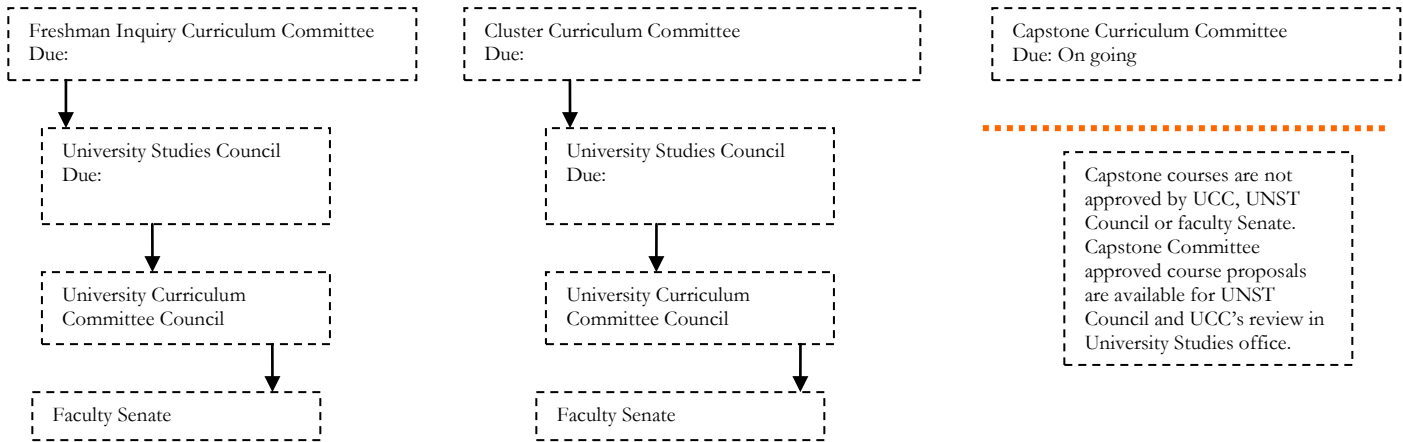 Freshman Inquiry Curriculum Committee
Due:
University Studies Council
Due:
University Curriculum
Committee Council
Faculty Senate
Cluster Curriculum Committee
Due:
University Studies Council
Due:
University Curriculum
Committee Council
Faculty Senate
Capstone Curriculum Committee
Due: On going
Capstone courses are not
approved by UCC, UNST
Council or faculty Senate.
Capstone Committee
approved course proposals
are available for UNST
Council and UCC’s review in
University Studies office.